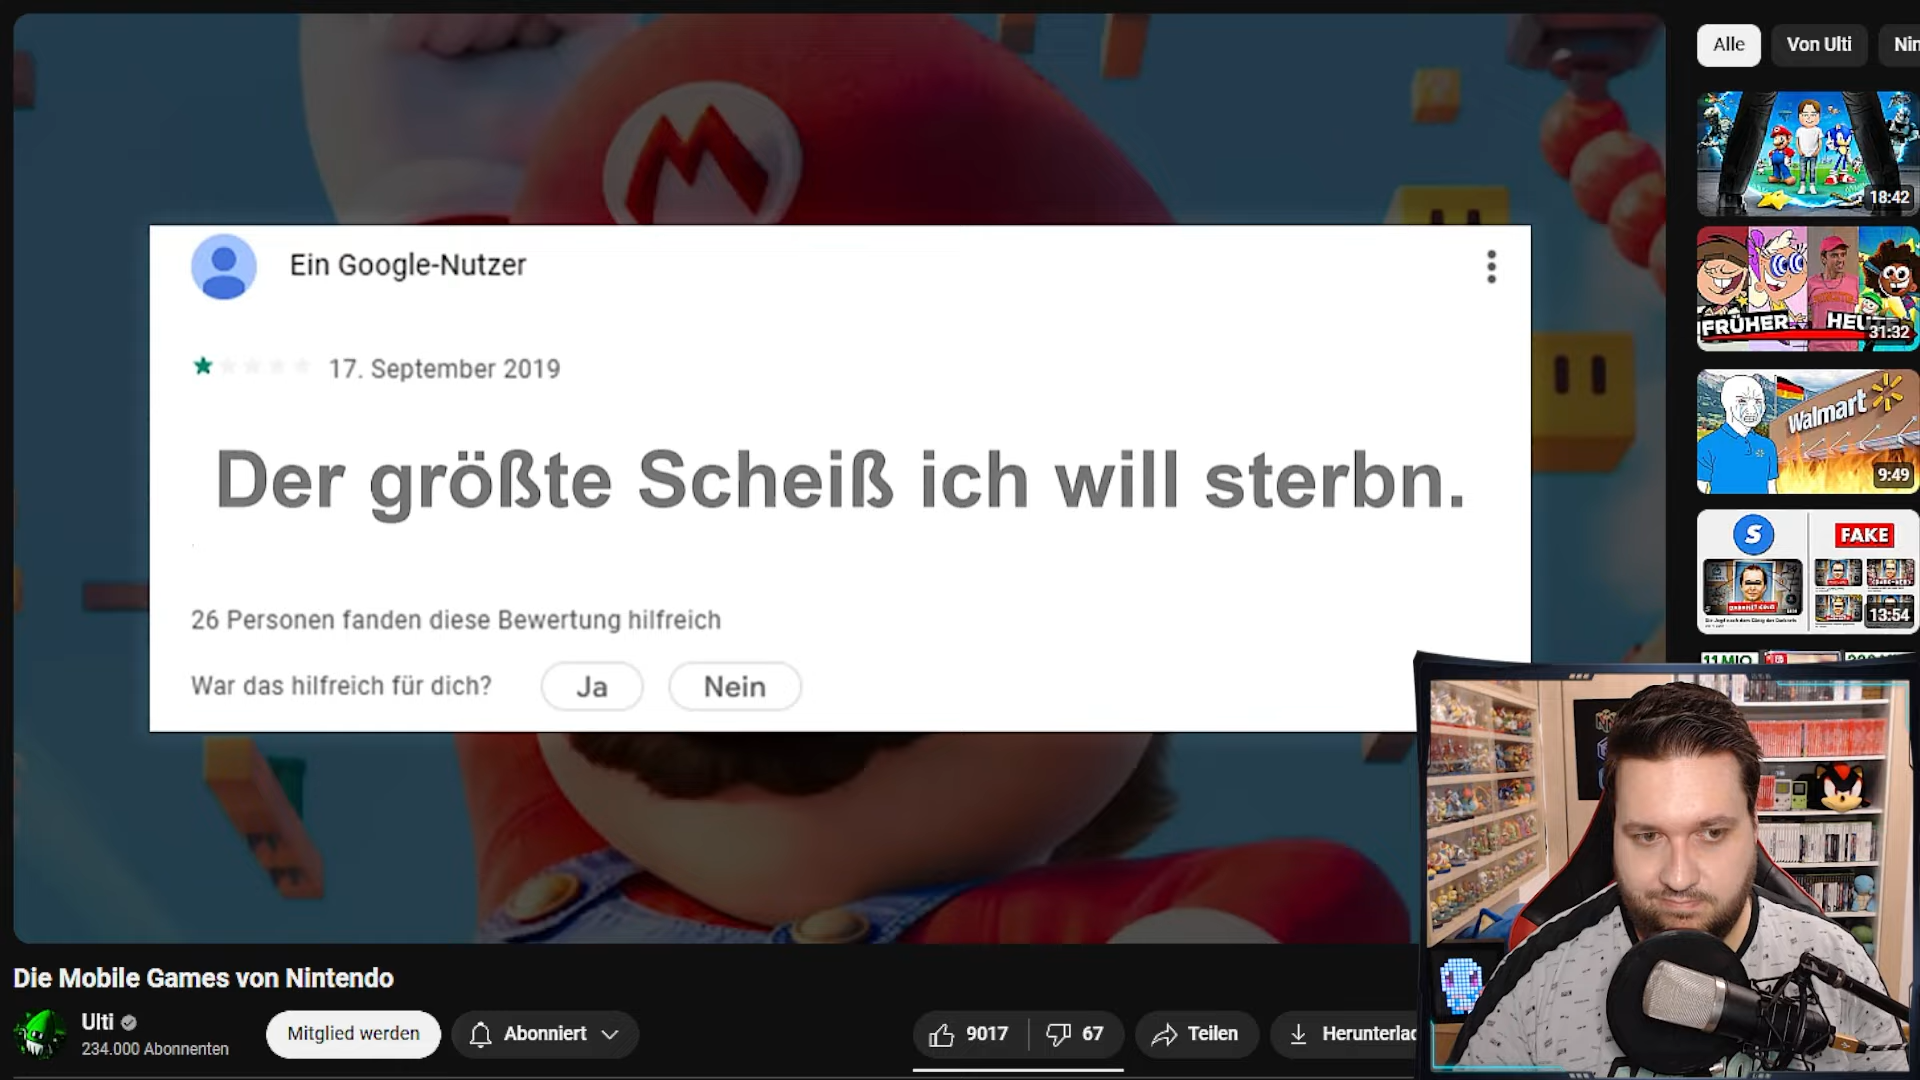 Alle
Von Ulti
Ein Google-Nutzer
17. September 2019
Der größte Scheiß ich will sterbn.
26 Personen fanden diese Bewertung hilfreich
War das hilfreich für dich?
Ja
Nein
18:42
FRÜHER
31:32
Walmart
9:49
S
FAKE
13:54
11 MIO
Die Mobile Games von Nintendo
Ulti
234.000 Abonnenten
Mitglied werden
Abonniert
9017
67
Teilen